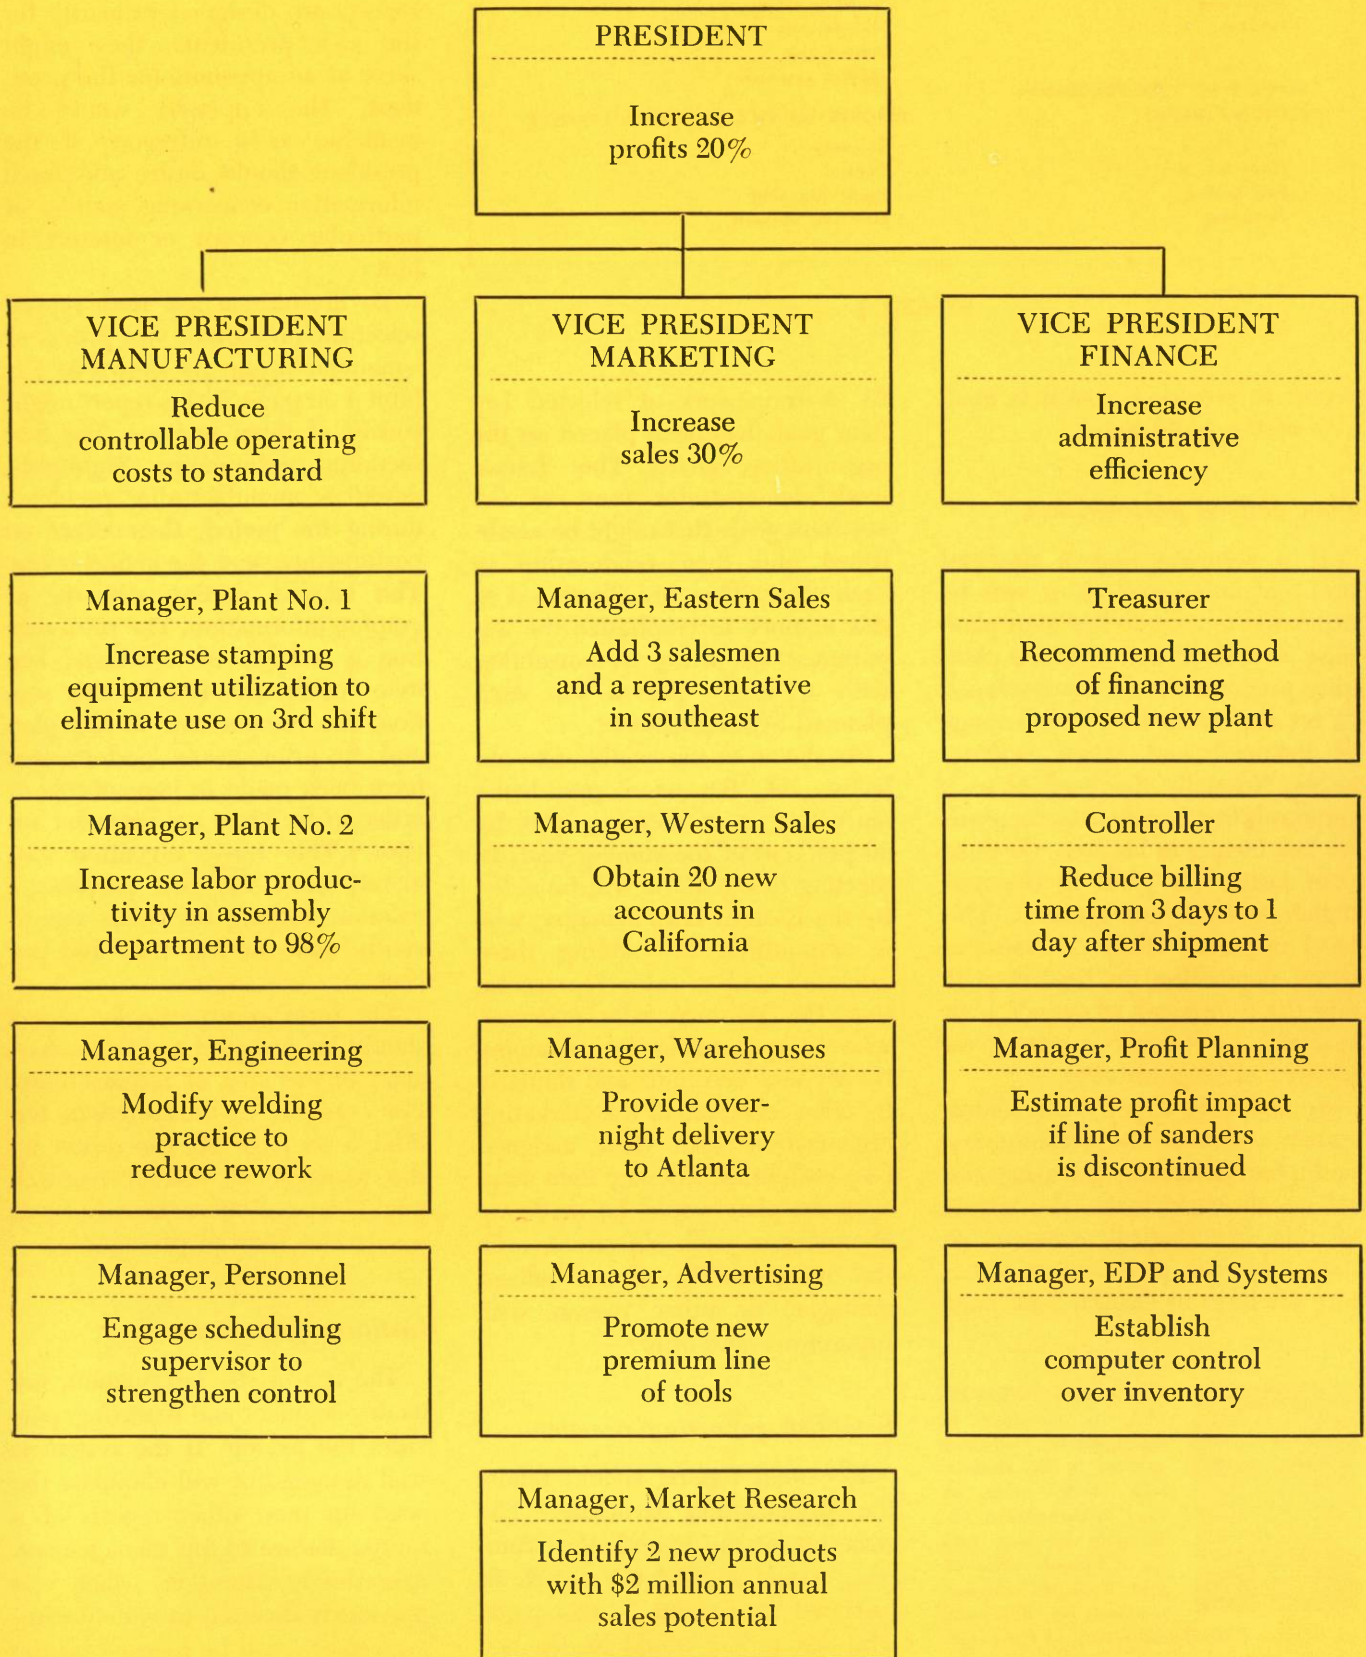 PRESIDENT
Increase
profits 20%
VICE PRESIDENT
MANUFACTURING
Reduce
controllable operating
costs to standard
VICE PRESIDENT
MARKETING
Increase
sales 30%
VICE PRESIDENT
FINANCE
Increase
administrative
efficiency
Manager, Plant No. 1
Increase stamping
equipment utilization to
eliminate use on 3rd shift
Manager, Eastern Sales
Add 3 salesmen
and a representative
in southeast
Treasurer
Recommend method
of financing
proposed new plant
Manager, Plant No. 2
Increase labor produc-
tivity in assembly
department to 98%
Manager, Western Sales
Obtain 20 new
accounts in
California
Controller
Reduce billing
time from 3 days to 1
day after shipment
Manager, Engineering
Modify welding
practice to
reduce rework
Manager, Warehouses
Provide over-
night delivery
to Atlanta
Manager, Profit Planning
Estimate profit impact
if line of sanders
is discontinued
Manager, Personnel
Engage scheduling
supervisor to
strengthen control
Manager, Advertising
Promote new
premium line
of tools
Manager, EDP and Systems
Establish
computer control
over inventory
Manager, Market Research
Identify 2 new products
with $2 million annual
sales potential